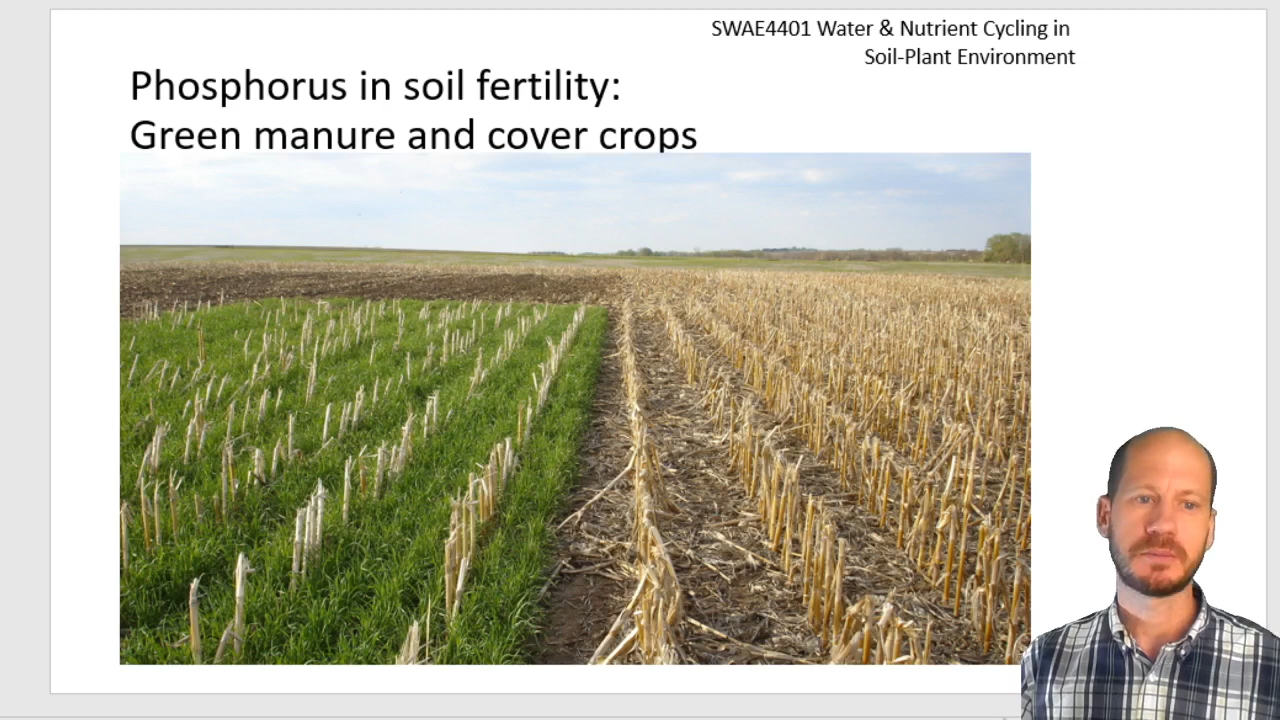 SWAE4401 Water & Nutrient Cycling in
Soil-Plant Environment
Phosphorus in soil fertility:
Green manure and cover crops